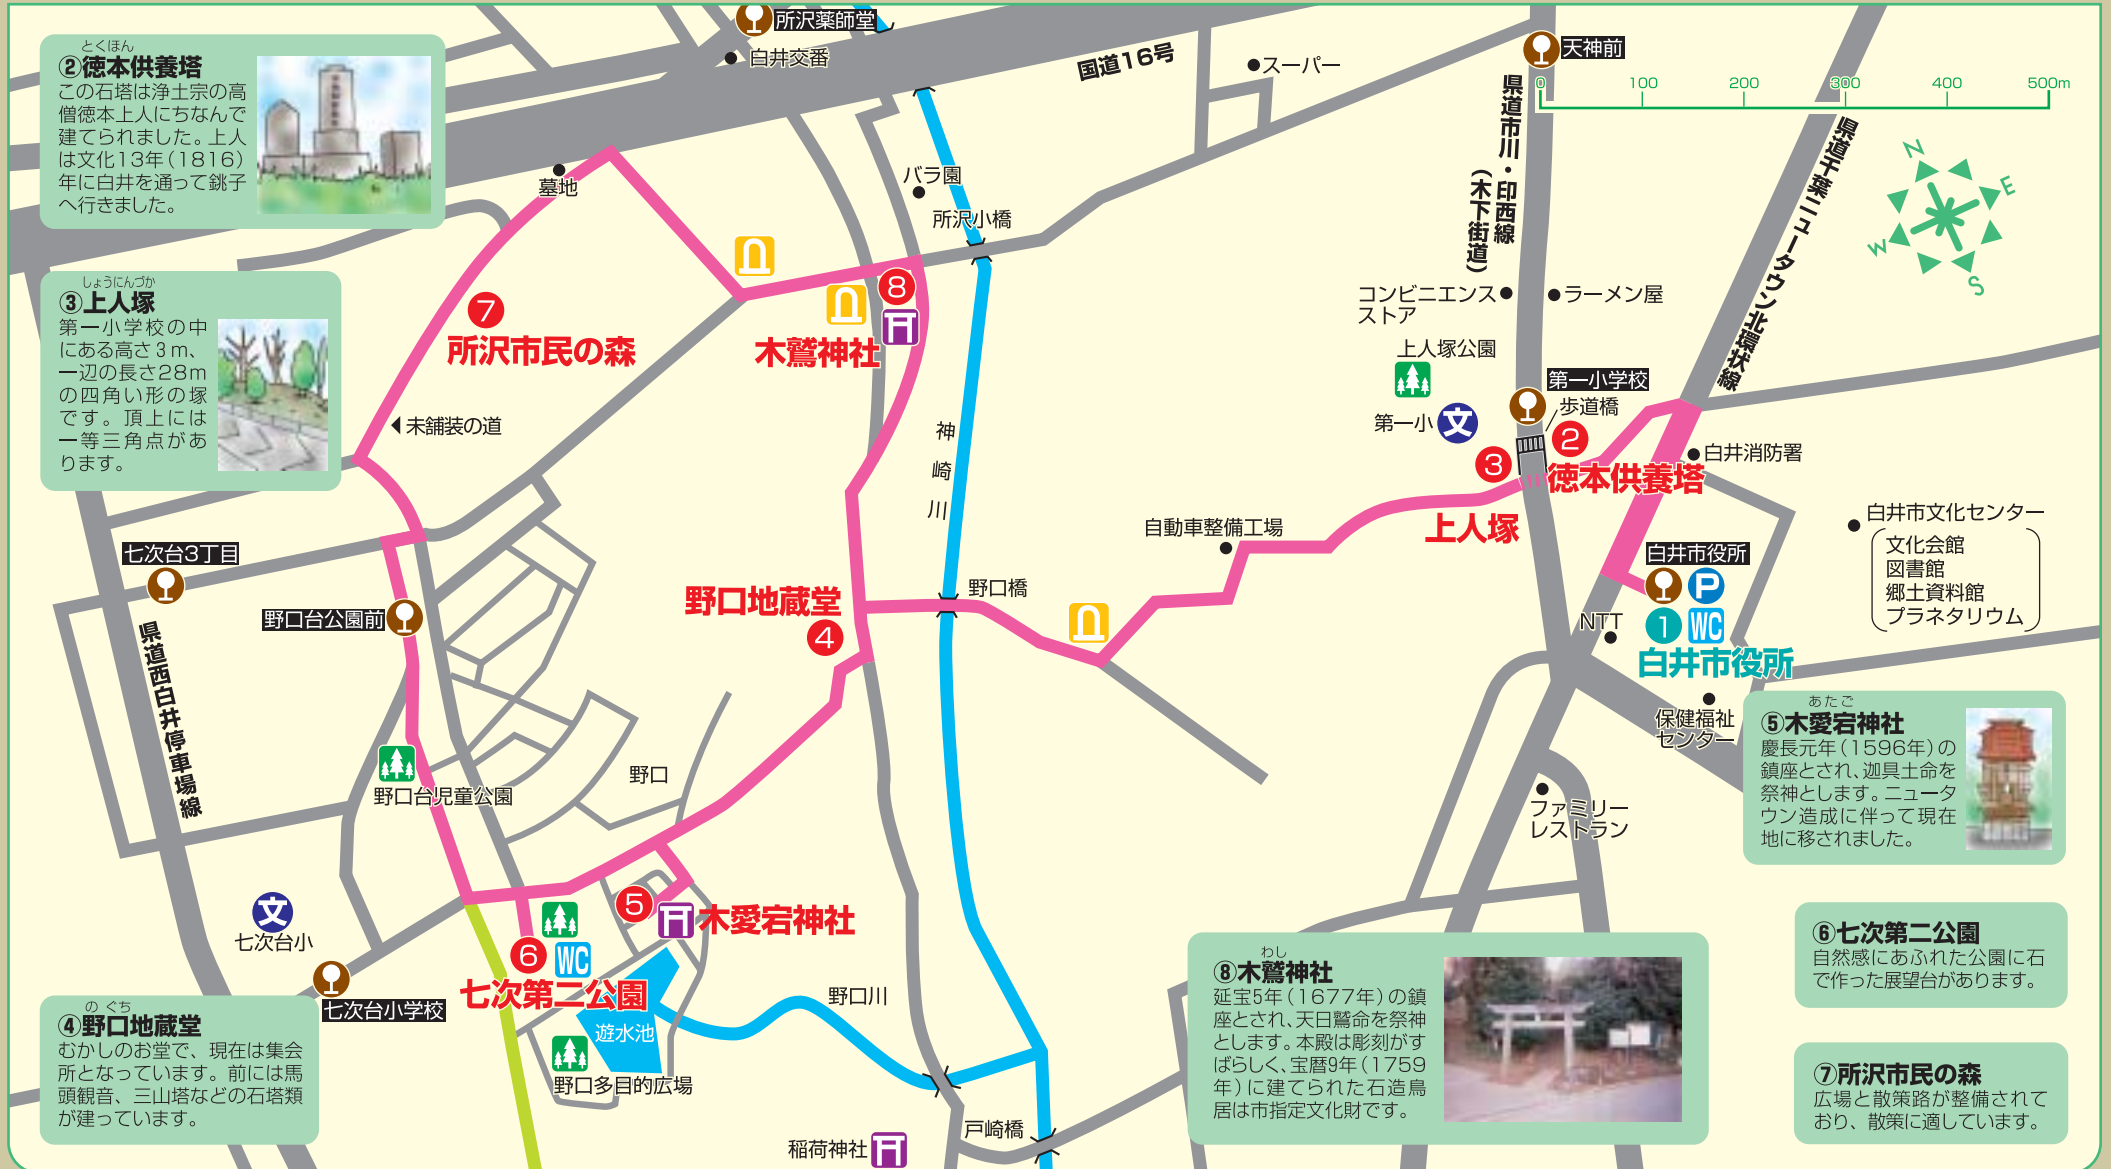 とくほん
②徳本供養塔
この石塔は浄土宗の高
僧徳本上人にちなんで
建てられました。上人
は文化13年(1816)
年に白井を通って銚子
へ行きました。
しょうにんづか
③上人塚
第一小学校の中
にある高さ3m、
一辺の長さ28m
の四角い形の塚
です。頂上には
一等三角点があ
ります。
所沢薬師堂
白井交番
国道16号
スーパー
天神前
0 100 200 300 400 500m
県道市川・印西線
(木下街道)
県道千葉ニュータウン北環状線
N
E
W
S
墓地
バラ園
所沢小橋
⑦
所沢市民の森
⑧
木鷲神社
コンビニエンス
ストア
ラーメン屋
上人塚公園
第一小学校
歩道橋
第一小
文
②
徳本供養塔
③
上人塚
白井消防署
未舗装の道
神崎川
自動車整備工場
白井市文化センター
文化会館
図書館
郷土資料館
プラネタリウム
七次台3丁目
野口台公園前
野口地蔵堂
④
野口橋
白井市役所
P
NTT
1
WC
白井市役所
保健福祉
センター
県道西白井停車場線
野口台児童公園
野口
ファミリー
レストラン
あたご
⑤木愛宕神社
慶長元年(1596年)の
鎮座とされ、迦具土命を
祭神とします。ニュータ
ウン造成に伴って現在
地に移されました。
文
七次台小
七次台小学校
⑤
木愛宕神社
⑥
WC
七次第二公園
遊水池
野口川
野口多目的広場
稲荷神社
戸崎橋
の ぐち
④野口地蔵堂
むかしのお堂で、現在は集会
所となっています。前には馬
頭観音、三山塔などの石塔類
が建っています。
わし
⑧木鷲神社
延宝5年(1677年)の鎮
座とされ、天日鷲命を祭神
とします。本殿は彫刻がす
ばらしく、宝暦9年(1759
年)に建てられた石造鳥
居は市指定文化財です。
⑥七次第二公園
自然感にあふれた公園に石
で作った展望台があります。
⑦所沢市民の森
広場と散策路が整備されて
おり、散策に適しています。